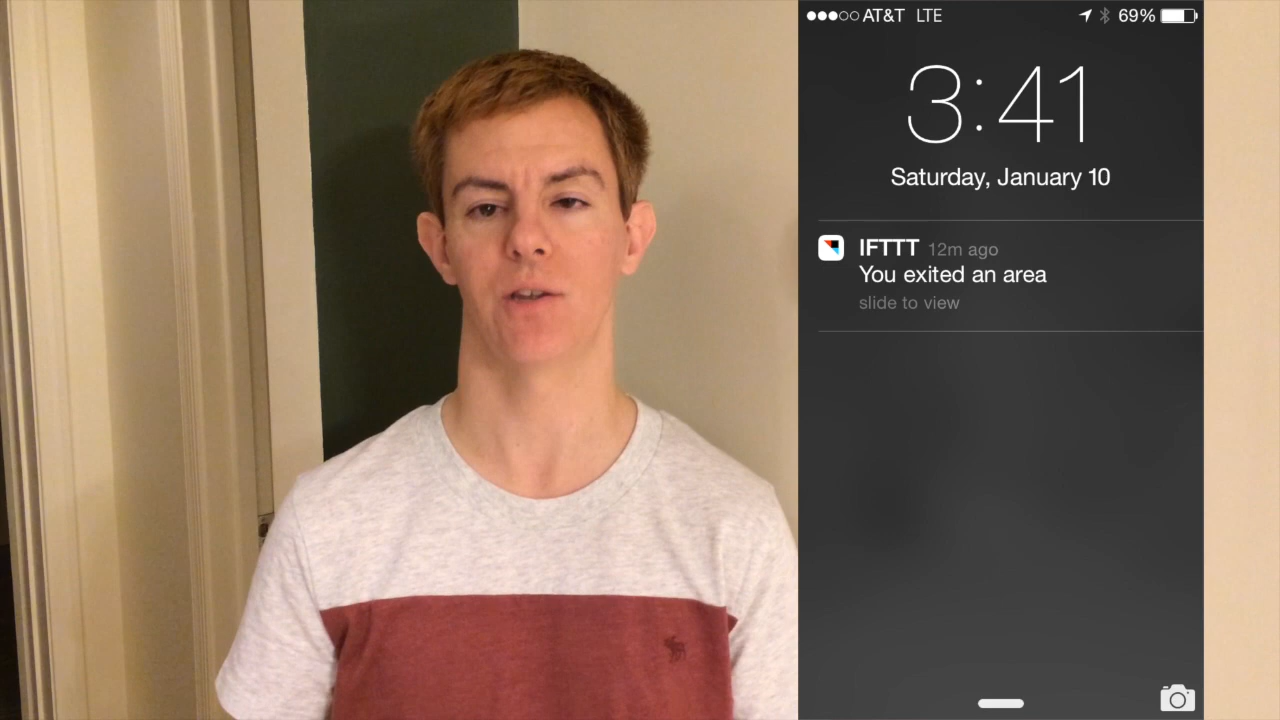 AT&T LTE 69%
3:41
Saturday, January 10
IFTTT 12m ago
You exited an area
slide to view